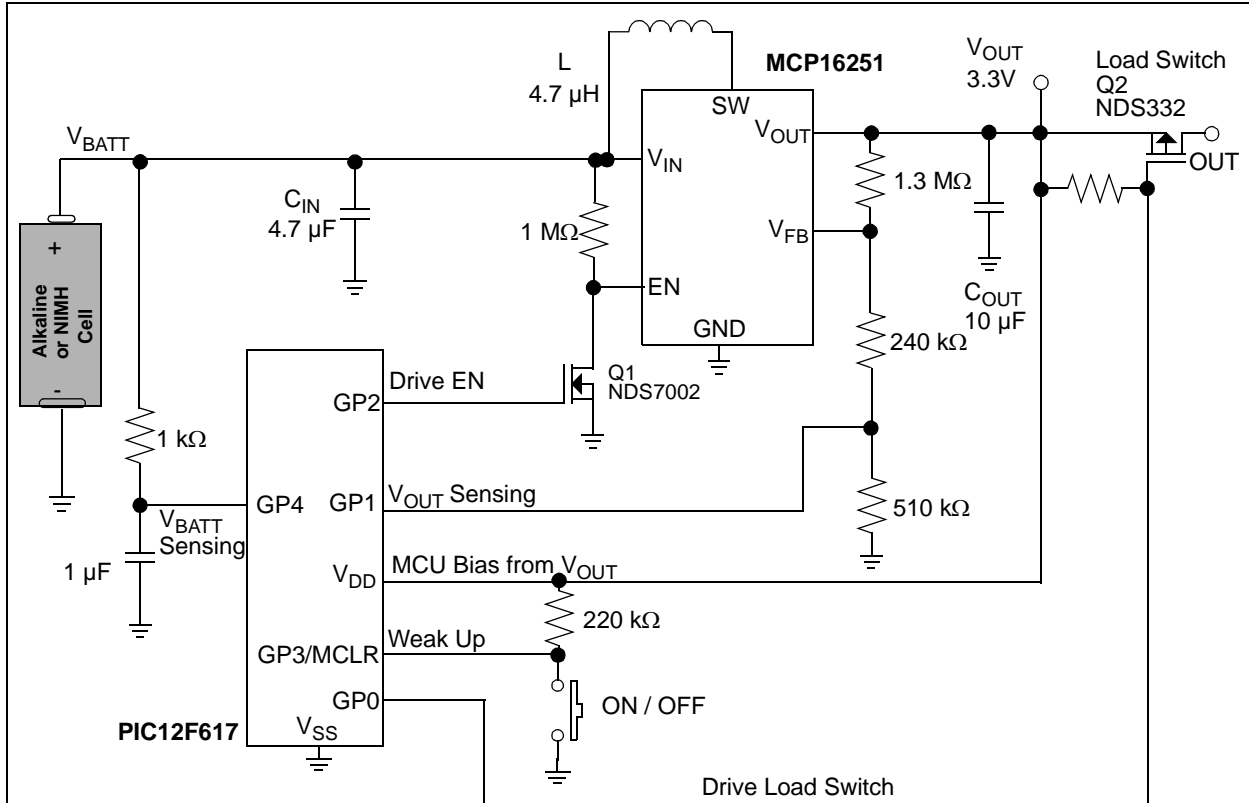 L
4.7 µH
MCP16251
V_OUT
3.3V
Load Switch
Q2
NDS332
OUT
V_BATT
SW
V_OUT
V_IN
V_FB
EN
GND
1.3 MΩ
C_IN
4.7 µF
1 MΩ
C_OUT
10 µF
240 kΩ
+
Alkaline
or NIMH
Cell
-
Drive EN
Q1
NDS7002
GP2
1 kΩ
GP4
GP1
V_OUT Sensing
510 kΩ
V_BATT
Sensing
1 µF
V_DD
MCU Bias from V_OUT
220 kΩ
Weak Up
GP3/MCLR
GP0
ON / OFF
V_SS
PIC12F617
Drive Load Switch